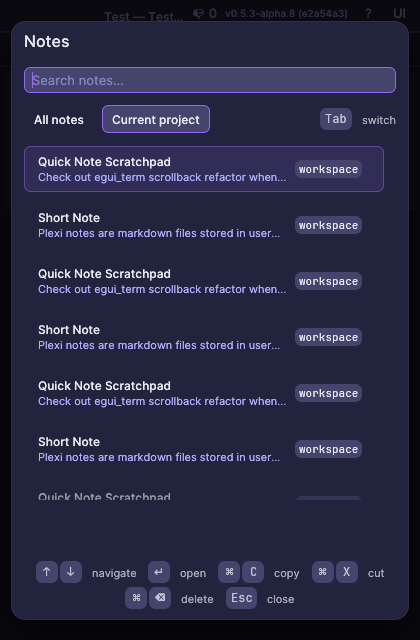 Test — Test... 0 v0.5.3-alpha.8 (e2a54a3) ? UI
Notes
Search notes...
All notes Current project Tab switch
Quick Note Scratchpad
Check out egui_term scrollback refactor when... workspace
Short Note
Plexi notes are markdown files stored in user... workspace
Quick Note Scratchpad
Check out egui_term scrollback refactor when... workspace
Short Note
Plexi notes are markdown files stored in user... workspace
Quick Note Scratchpad
Check out egui_term scrollback refactor when... workspace
Short Note
Plexi notes are markdown files stored in user... workspace
Quick Note Scratchpad
↑ ↓ navigate ↵ open ⌘ C copy ⌘ X cut
⌘ ⌫ delete Esc close